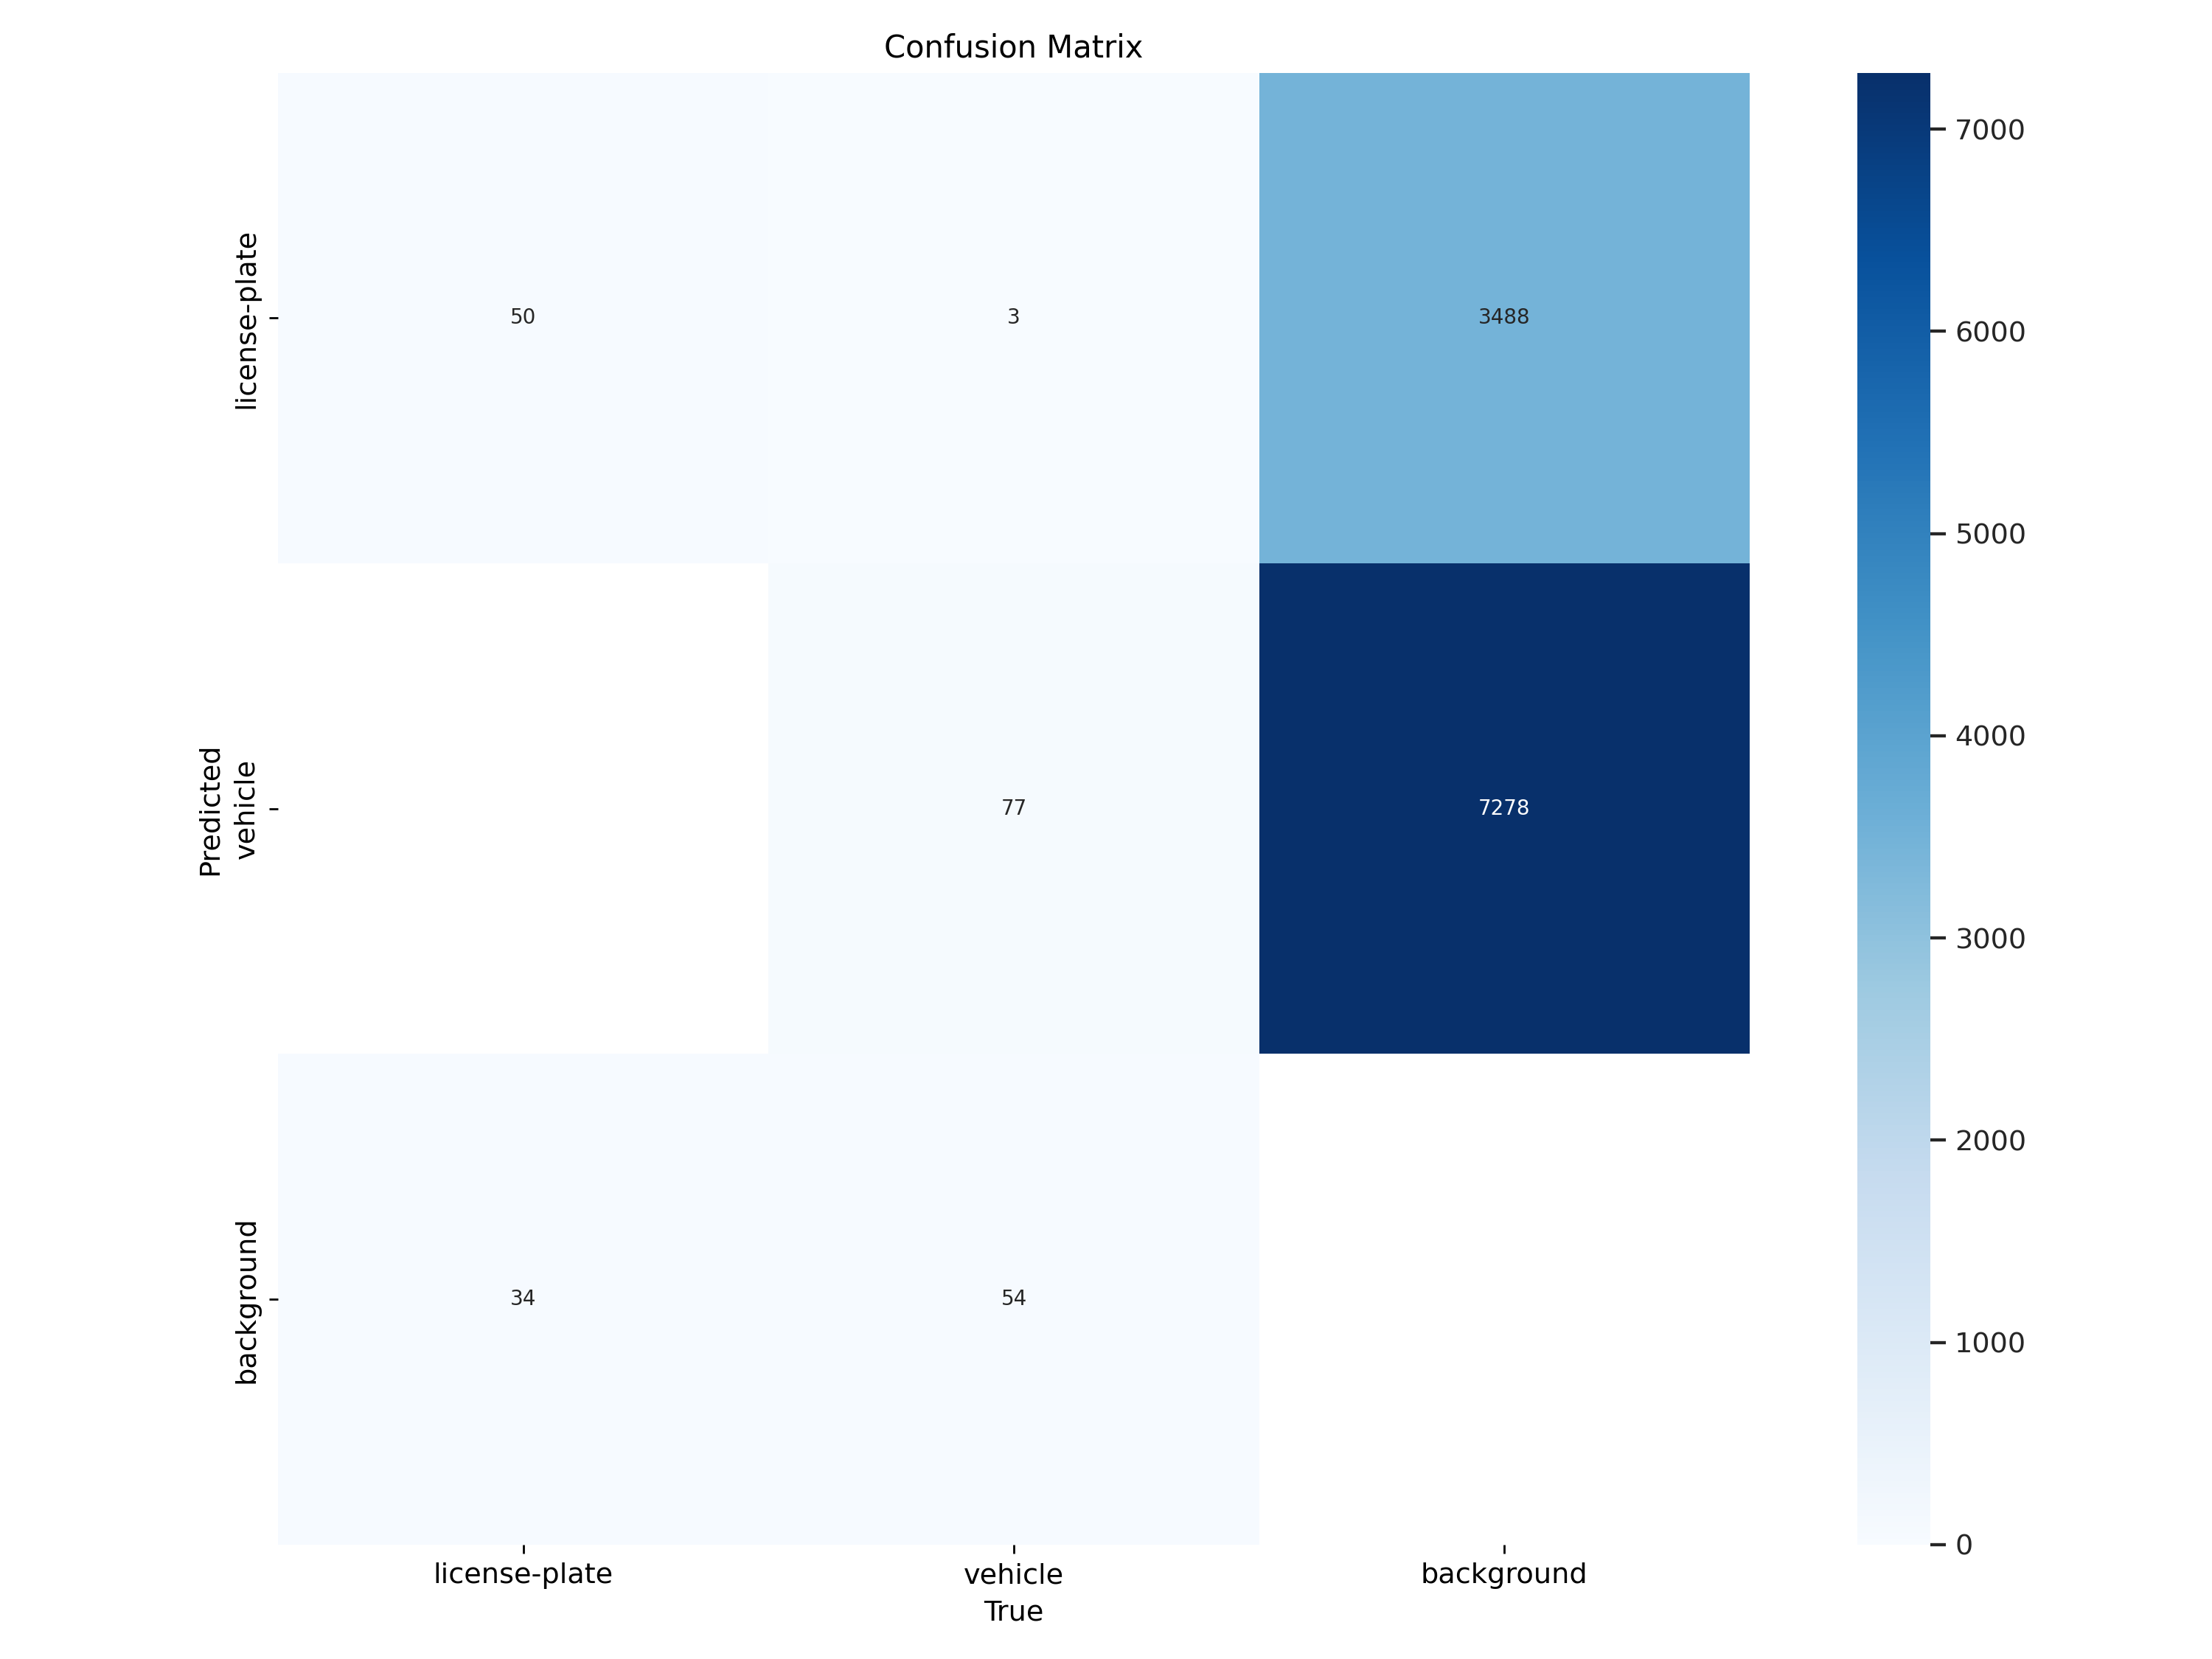 Confusion Matrix
license-plate
50
3
3488
Predicted
vehicle
77
7278
background
34
54
license-plate
vehicle
background
True
7000
6000
5000
4000
3000
2000
1000
0